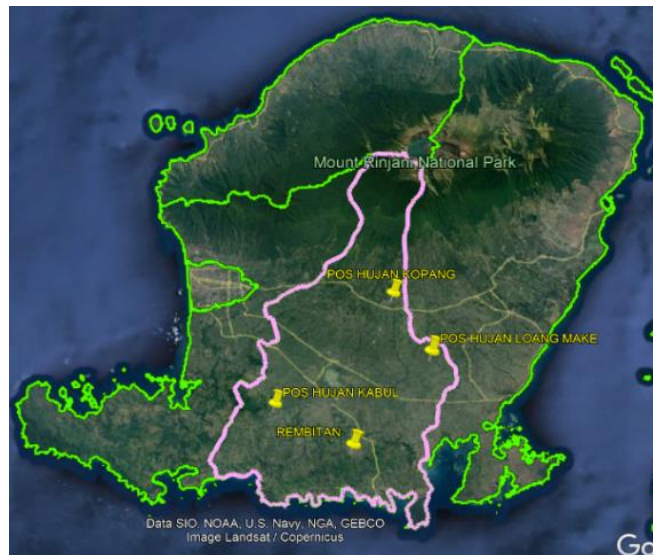 Mount Rinjani National Park
POS HUJAN KOPANG
POS HUJAN LOANG MAKE
POS HUJAN KABUL
REMBITAN
Data SIO, NOAA, U.S. Navy, NGA, GEBCO
Image Landsat / Copernicus
Go